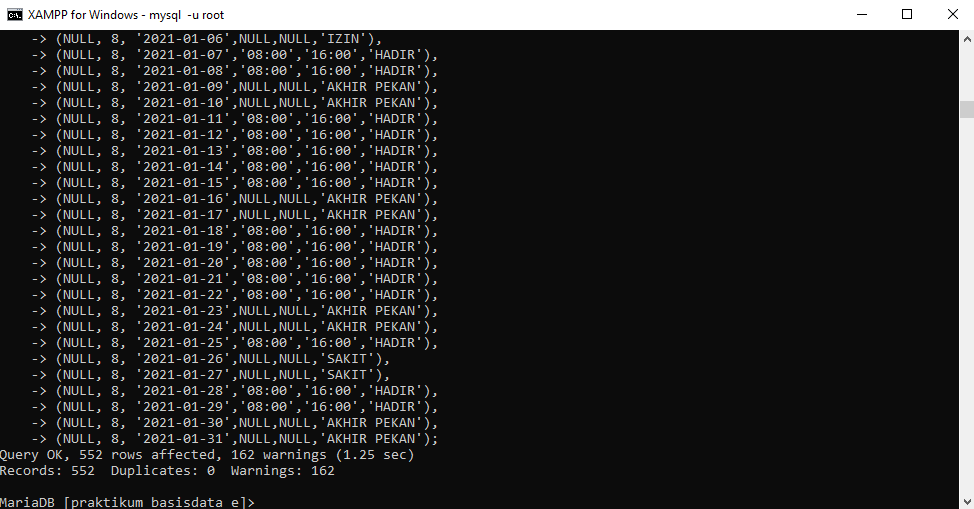 XAMPP for Windows - mysql -u root
-> (NULL, 8, '2021-01-06',NULL,NULL,'IZIN'),
-> (NULL, 8, '2021-01-07','08:00','16:00','HADIR'),
-> (NULL, 8, '2021-01-08','08:00','16:00','HADIR'),
-> (NULL, 8, '2021-01-09',NULL,NULL,'AKHIR PEKAN'),
-> (NULL, 8, '2021-01-10',NULL,NULL,'AKHIR PEKAN'),
-> (NULL, 8, '2021-01-11','08:00','16:00','HADIR'),
-> (NULL, 8, '2021-01-12','08:00','16:00','HADIR'),
-> (NULL, 8, '2021-01-13','08:00','16:00','HADIR'),
-> (NULL, 8, '2021-01-14','08:00','16:00','HADIR'),
-> (NULL, 8, '2021-01-15','08:00','16:00','HADIR'),
-> (NULL, 8, '2021-01-16',NULL,NULL,'AKHIR PEKAN'),
-> (NULL, 8, '2021-01-17',NULL,NULL,'AKHIR PEKAN'),
-> (NULL, 8, '2021-01-18','08:00','16:00','HADIR'),
-> (NULL, 8, '2021-01-19','08:00','16:00','HADIR'),
-> (NULL, 8, '2021-01-20','08:00','16:00','HADIR'),
-> (NULL, 8, '2021-01-21','08:00','16:00','HADIR'),
-> (NULL, 8, '2021-01-22','08:00','16:00','HADIR'),
-> (NULL, 8, '2021-01-23',NULL,NULL,'AKHIR PEKAN'),
-> (NULL, 8, '2021-01-24',NULL,NULL,'AKHIR PEKAN'),
-> (NULL, 8, '2021-01-25','08:00','16:00','HADIR'),
-> (NULL, 8, '2021-01-26',NULL,NULL,'SAKIT'),
-> (NULL, 8, '2021-01-27',NULL,NULL,'SAKIT'),
-> (NULL, 8, '2021-01-28','08:00','16:00','HADIR'),
-> (NULL, 8, '2021-01-29','08:00','16:00','HADIR'),
-> (NULL, 8, '2021-01-30',NULL,NULL,'AKHIR PEKAN'),
-> (NULL, 8, '2021-01-31',NULL,NULL,'AKHIR PEKAN');
Query OK, 552 rows affected, 162 warnings (1.25 sec)
Records: 552  Duplicates: 0  Warnings: 162
MariaDB [praktikum basisdata e]>